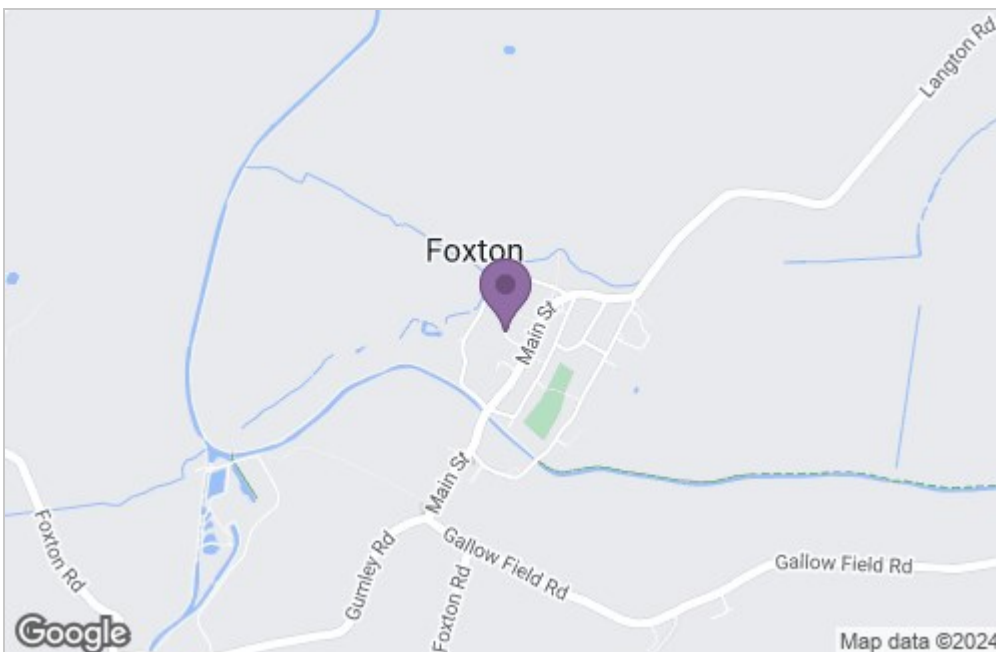 Langton Rd
Foxton
Main St
Main St
Foxton Rd
Gumley Rd
Gallow Field Rd
Gallow Field Rd
Foxton Rd
Google
Map data ©2024